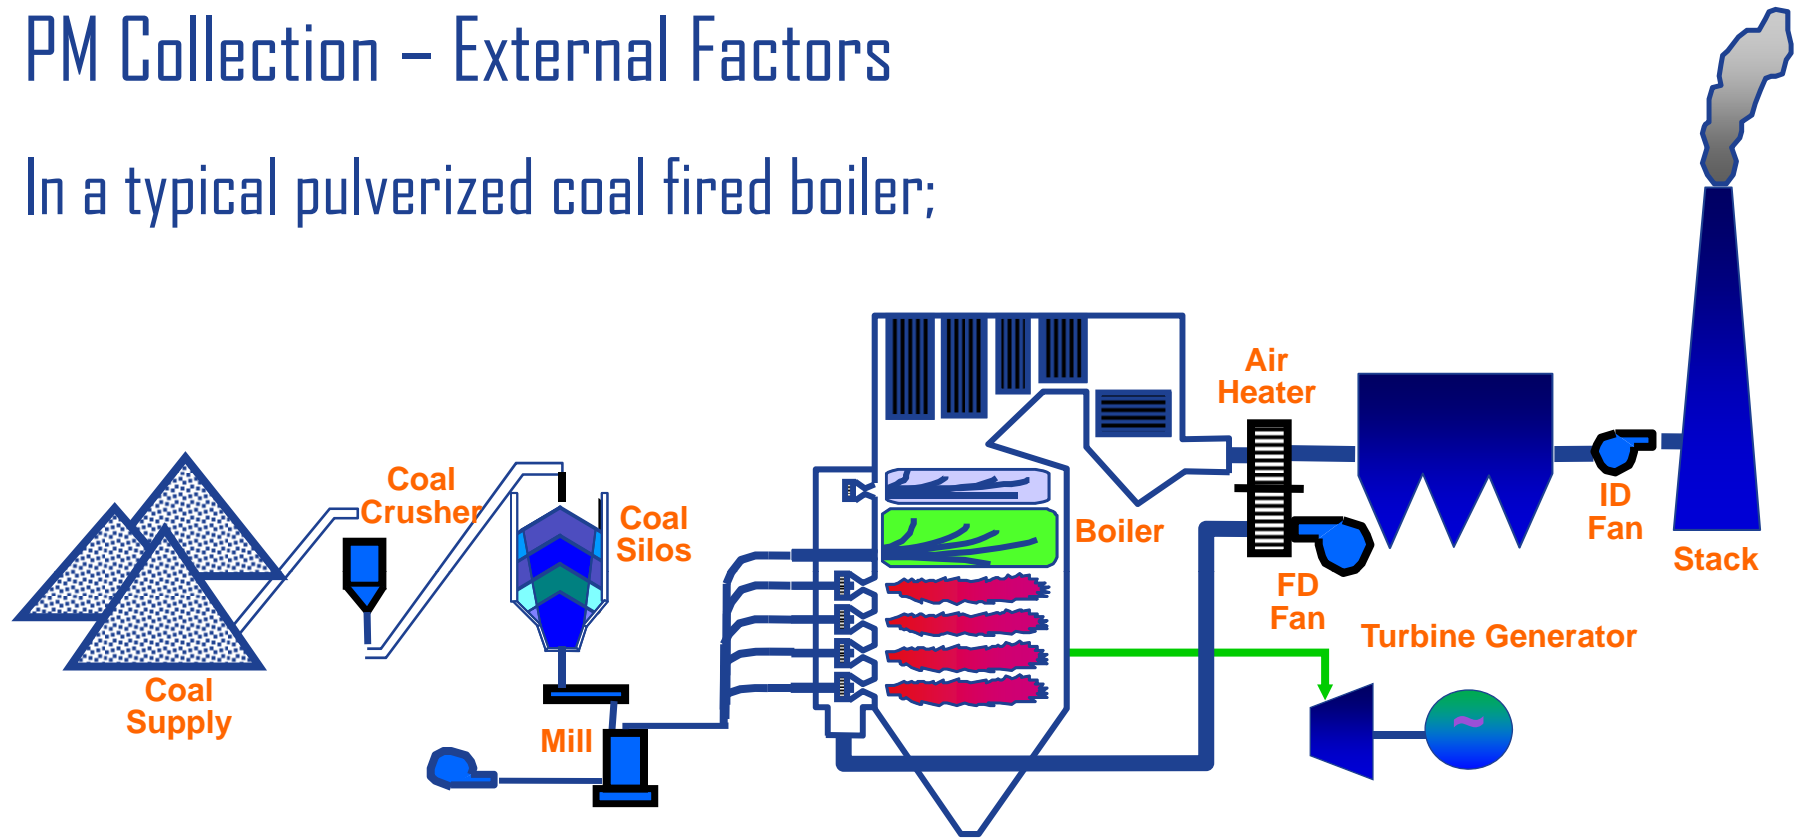 PM Collection – External Factors
In a typical pulverized coal fired boiler;
Air
Heater
Coal
Crusher
Coal
Silos
Boiler
ID
Fan
Stack
FD
Fan
Turbine Generator
Coal
Supply
Mill
~